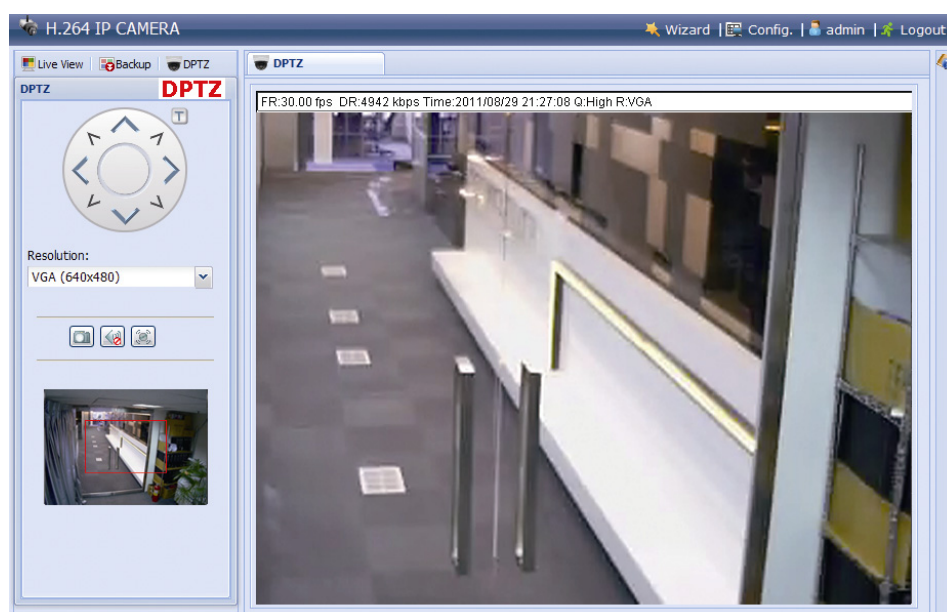 H.264 IP CAMERA
Wizard | Config. | admin | Logout
Live View Backup DPTZ
DPTZ
DPTZ DPTZ
T
FR:30.00 fps DR:4942 kbps Time:2011/08/29 21:27:08 Q:High R:VGA
Resolution:
VGA (640x480)